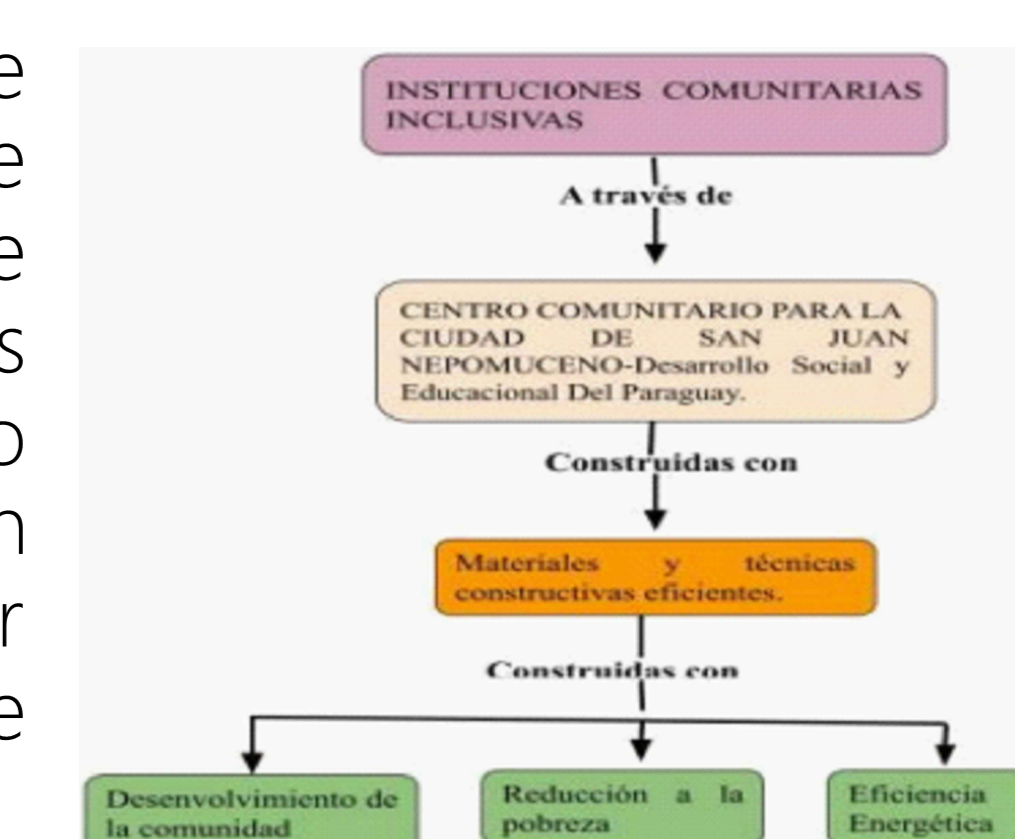 e
e
e
s
o
n
r
e
INSTITUCIONES COMUNITARIAS
INCLUSIVAS
A través de
CENTRO COMUNITARIO PARA LA
CIUDAD DE SAN JUAN
NEPOMUCENO-Desarrollo Social y
Educacional Del Paraguay.
Construidas con
Materiales y técnicas
constructivas eficientes.
Construidas con
Desenvolvimiento de
la comunidad
Reducción a la
pobreza
Eficiencia
Energética